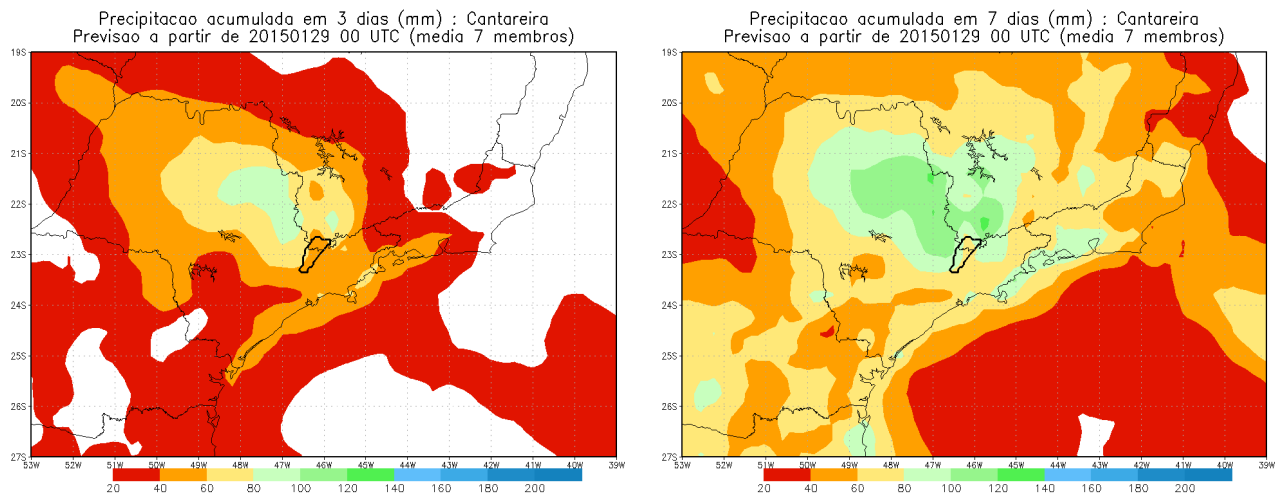 Precipitacao acumulada em 3 dias (mm) : Cantareira
Previsao a partir de 20150129 00 UTC (media 7 membros)
19S
20S
21S
22S
23S
24S
25S
26S
27S
53W 52W 51W 50W 49W 48W 47W 46W 45W 44W 43W 42W 41W 40W 39W
20 40 60 80 100 120 140 160 180 200
Precipitacao acumulada em 7 dias (mm) : Cantareira
Previsao a partir de 20150129 00 UTC (media 7 membros)
19S
20S
21S
22S
23S
24S
25S
26S
27S
53W 52W 51W 50W 49W 48W 47W 46W 45W 44W 43W 42W 41W 40W 39W
20 40 60 80 100 120 140 160 180 200